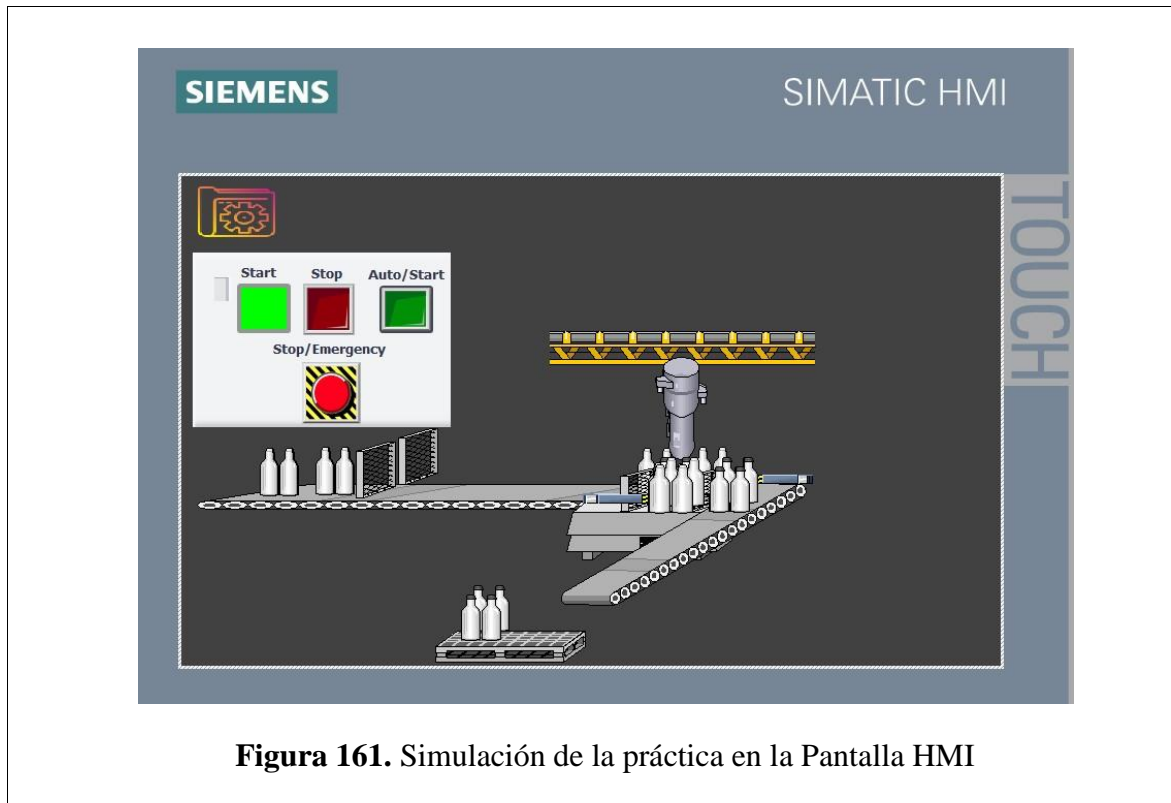 SIEMENS
SIMATIC HMI
TOUCH
Start Stop Auto/Start
Stop/Emergency
Figura 161. Simulación de la práctica en la Pantalla HMI